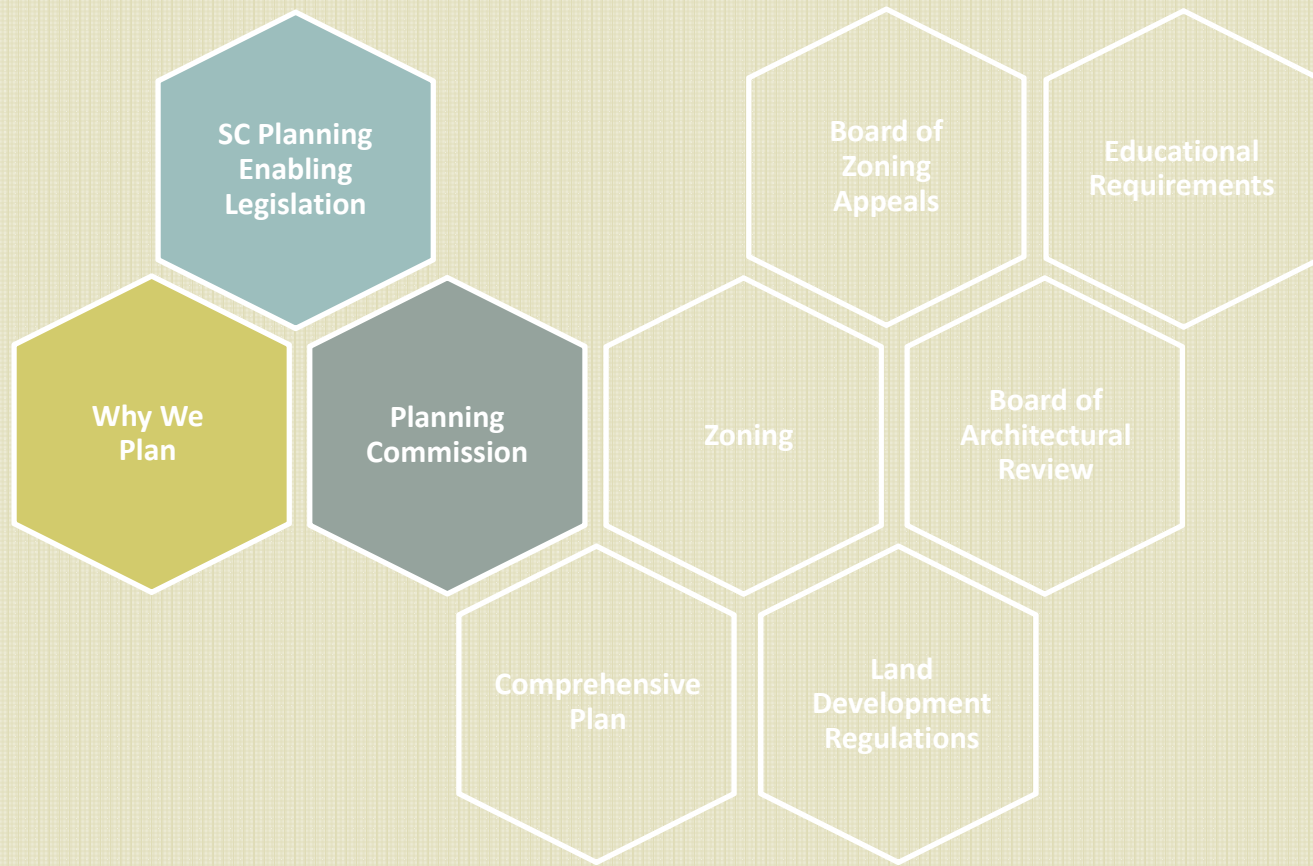 SC Planning
Enabling
Legislation
Board of
Zoning
Appeals
Educational
Requirements
Why We
Plan
Planning
Commission
Zoning
Board of
Architectural
Review
Comprehensive
Plan
Land
Development
Regulations